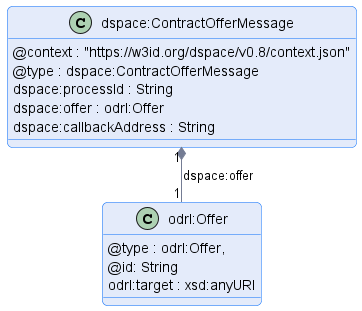 C dspace:ContractOfferMessage
@context : "https://w3id.org/dspace/v0.8/context.json"
@type : dspace:ContractOfferMessage
dspace:processId : String
dspace:offer : odrl:Offer
dspace:callbackAddress : String
1
dspace:offer
1
C odrl:Offer
@type : odrl:Offer,
@id: String
odrl:target : xsd:anyURI